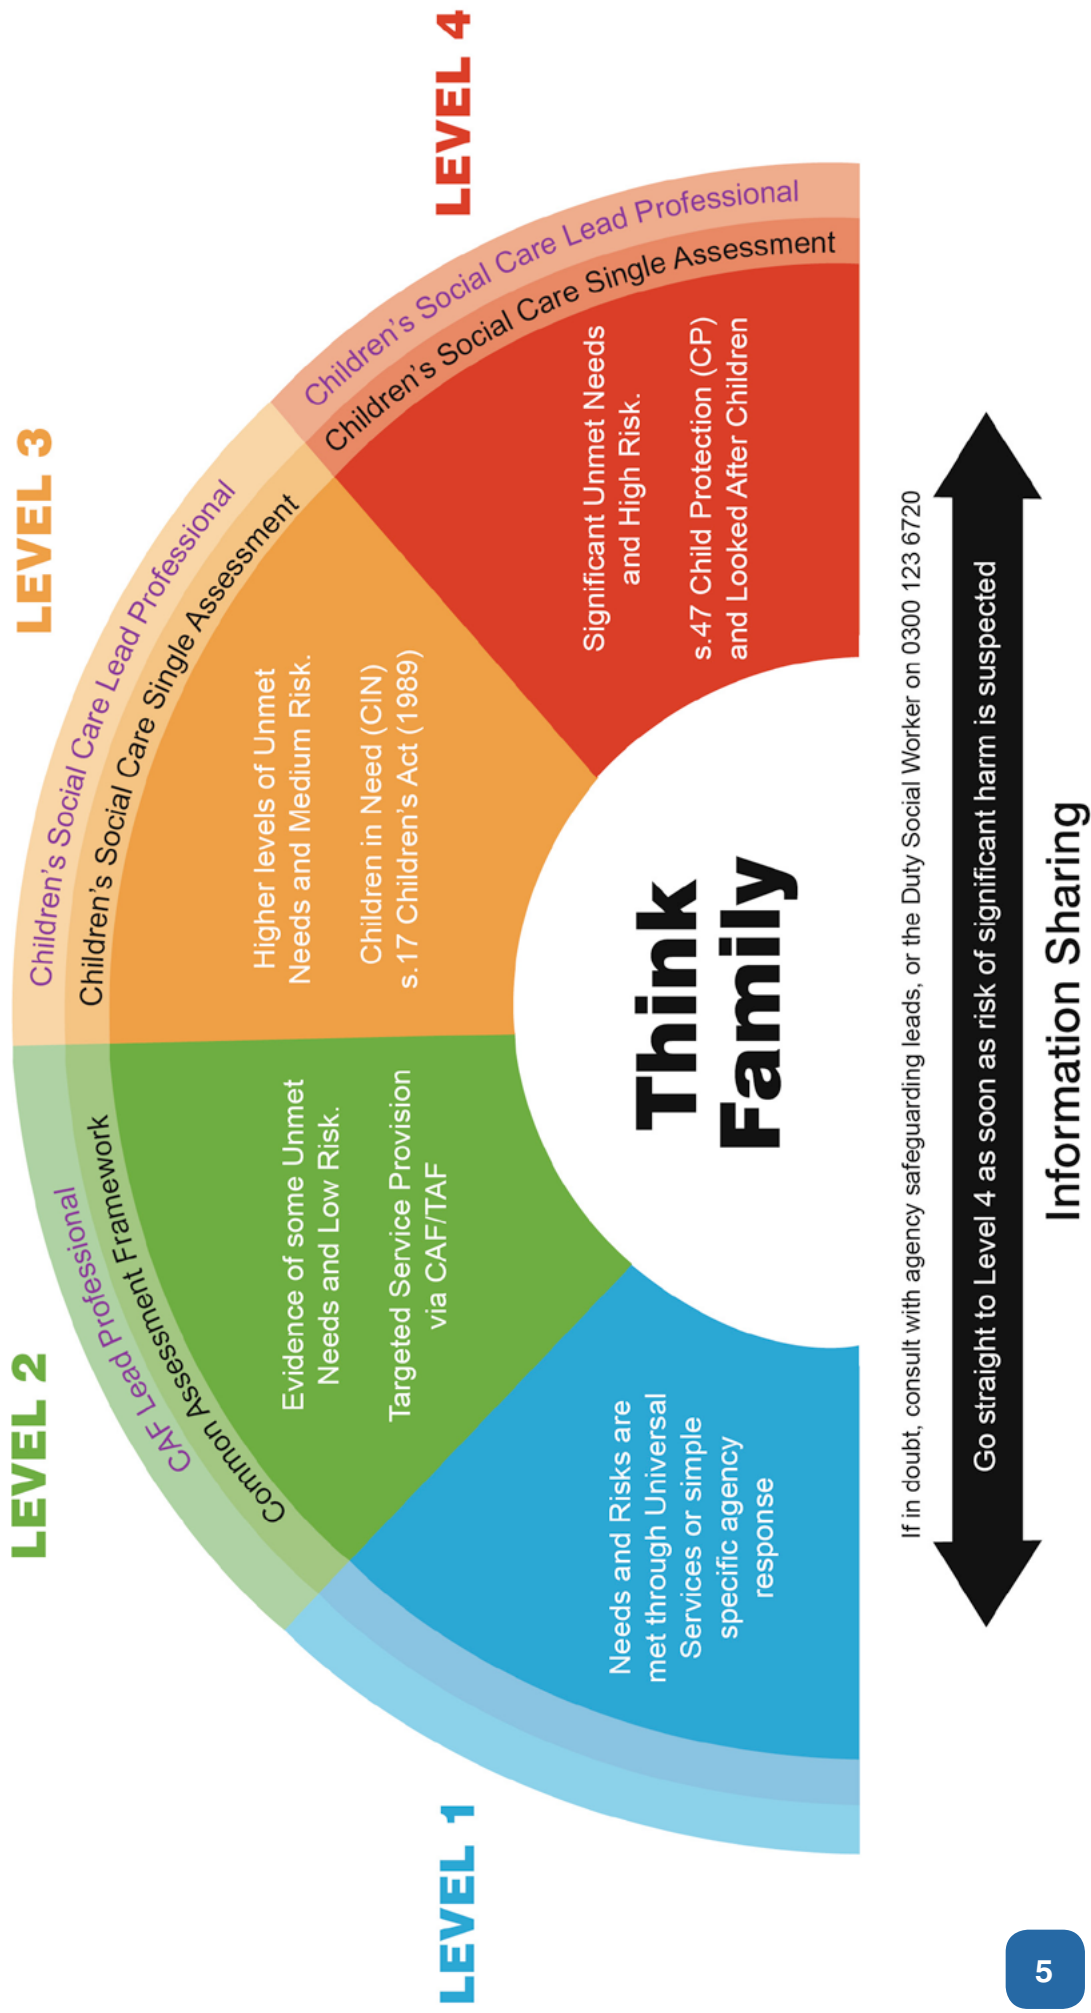 LEVEL 1
LEVEL 2
LEVEL 3
LEVEL 4
Needs and Risks are
met through Universal
Services or simple
specific agency
response
CAF Lead Professional
Common Assessment Framework
Evidence of some Unmet
Needs and Low Risk.
Targeted Service Provision
via CAF/TAF
Children's Social Care Lead Professional
Children's Social Care Single Assessment
Higher levels of Unmet
Needs and Medium Risk.
Children in Need (CIN)
s.17 Children's Act (1989)
Children's Social Care Lead Professional
Children's Social Care Single Assessment
Significant Unmet Needs
and High Risk.
s.47 Child Protection (CP)
and Looked After Children
Think
Family
If in doubt, consult with agency safeguarding leads, or the Duty Social Worker on 0300 123 6720
Go straight to Level 4 as soon as risk of significant harm is suspected
Information Sharing
5